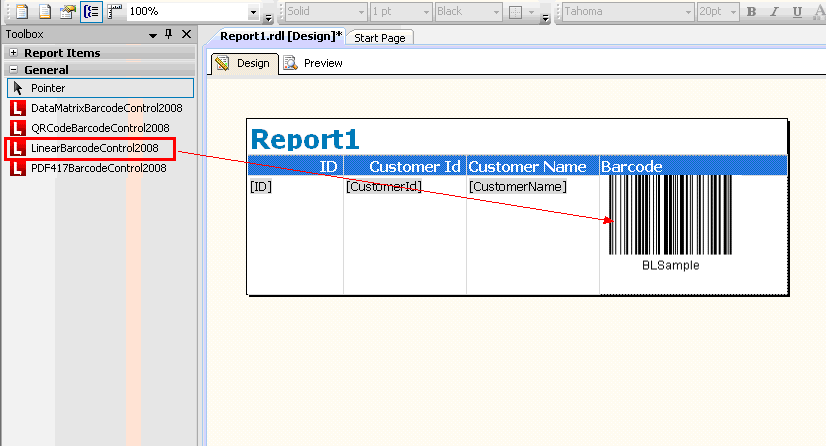 100% Solid 1 pt Black Tahoma 20pt B I U A
Toolbox
Report1.rdl [Design]* Start Page
Report Items
General
Design Preview
Pointer
DataMatrixBarcodeControl2008
QRCodeBarcodeControl2008
LinearBarcodeControl2008
PDF417BarcodeControl2008
Report1
ID Customer Id Customer Name Barcode
[ID] [CustomerId] [CustomerName]
BLSample